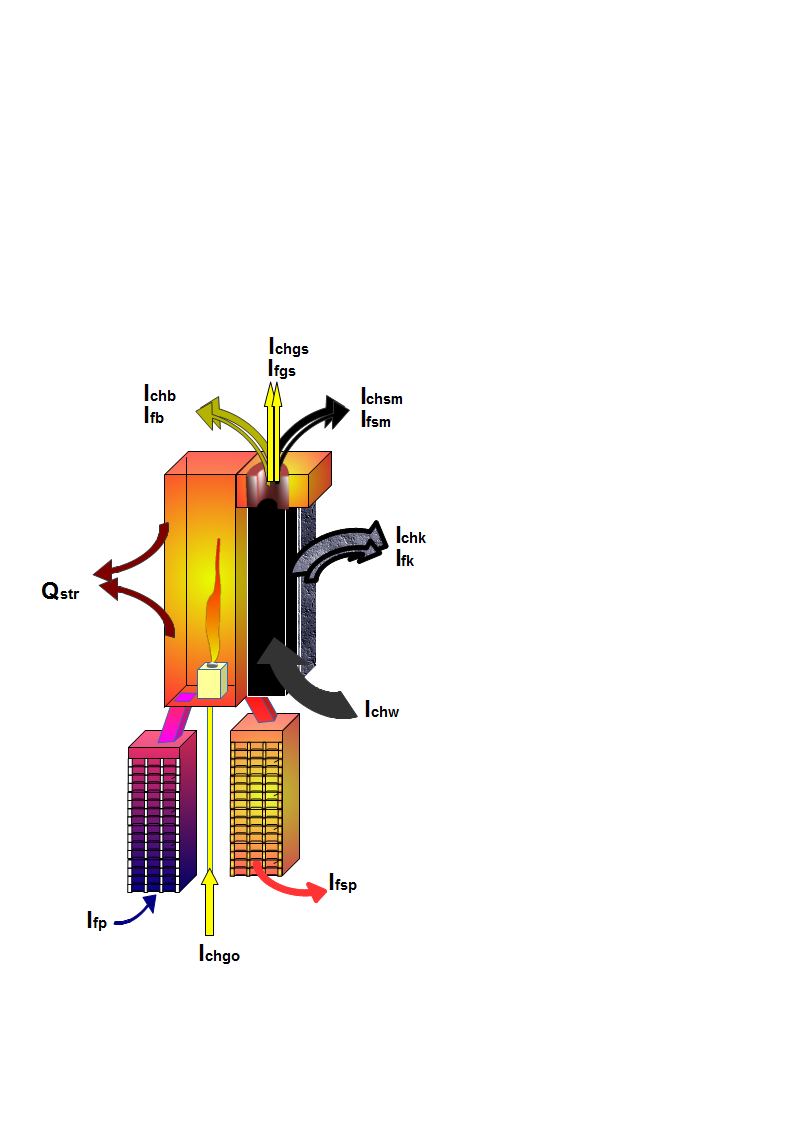 Ichgs
Ifgs
Ichb
Ifb
Ichsm
Ifsm
Ichk
Ifk
Qstr
Ichw
Ifsp
Ifp
Ichgo